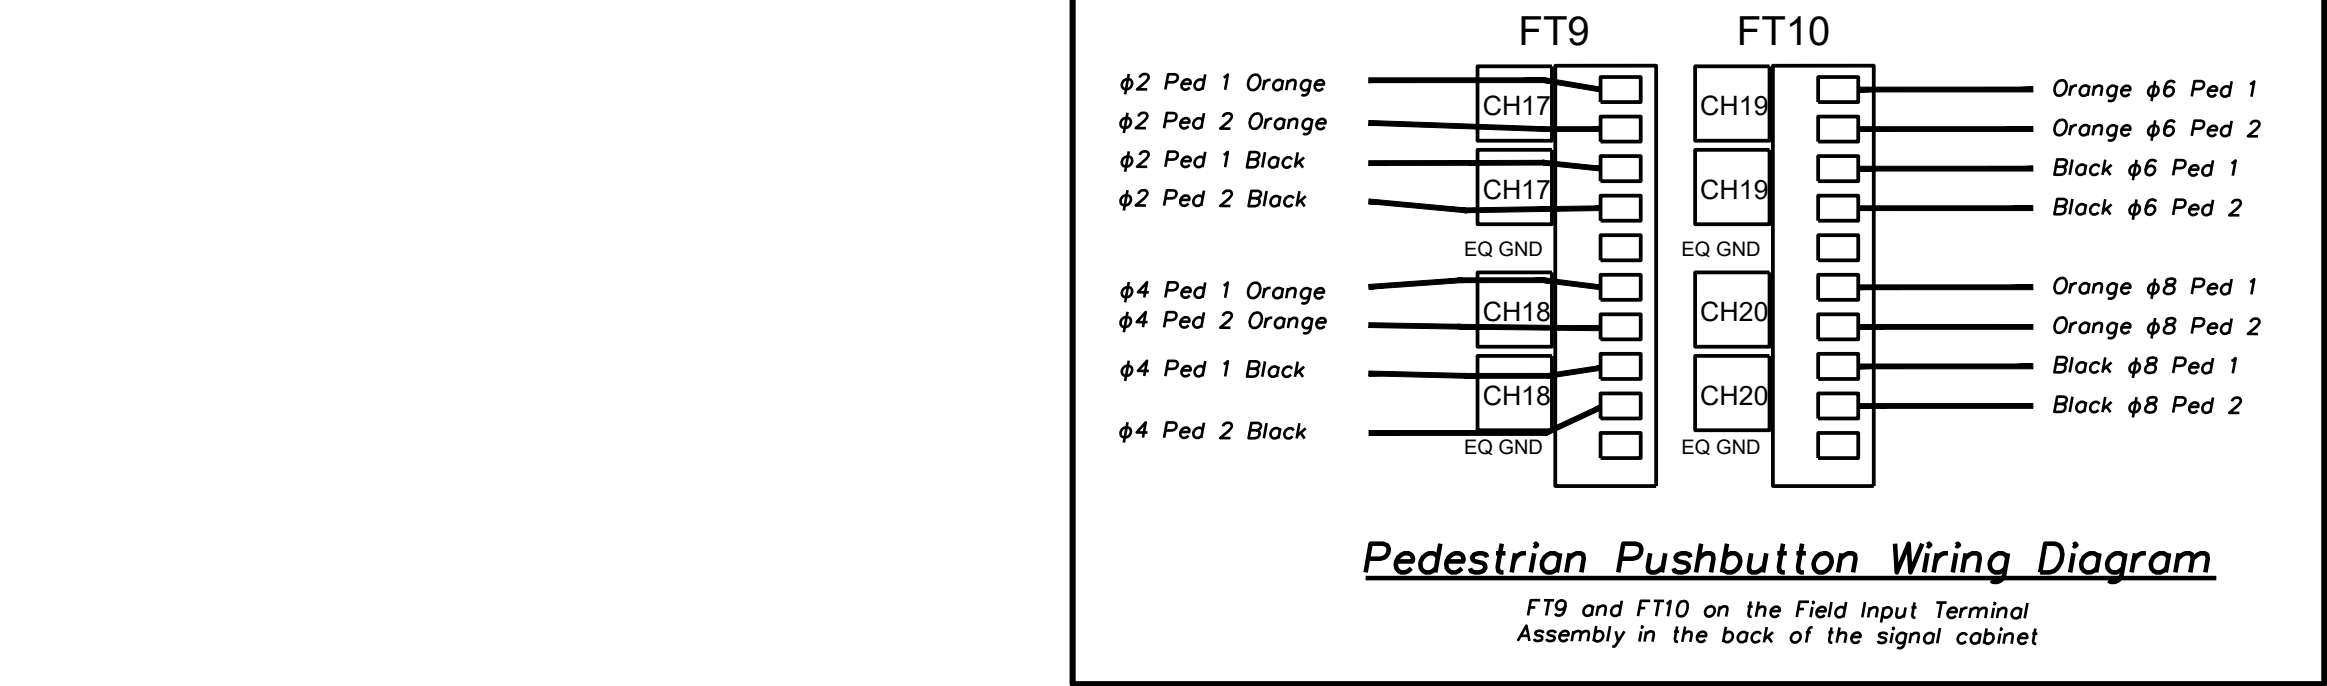 FT9 FT10
φ2 Ped 1 Orange
φ2 Ped 2 Orange
φ2 Ped 1 Black
φ2 Ped 2 Black
φ4 Ped 1 Orange
φ4 Ped 2 Orange
φ4 Ped 1 Black
φ4 Ped 2 Black
CH17
CH17
EQ GND
CH18
CH18
EQ GND
CH19
CH19
EQ GND
CH20
CH20
EQ GND
Orange φ6 Ped 1
Orange φ6 Ped 2
Black φ6 Ped 1
Black φ6 Ped 2
Orange φ8 Ped 1
Orange φ8 Ped 2
Black φ8 Ped 1
Black φ8 Ped 2
Pedestrian Pushbutton Wiring Diagram
FT9 and FT10 on the Field Input Terminal
Assembly in the back of the signal cabinet